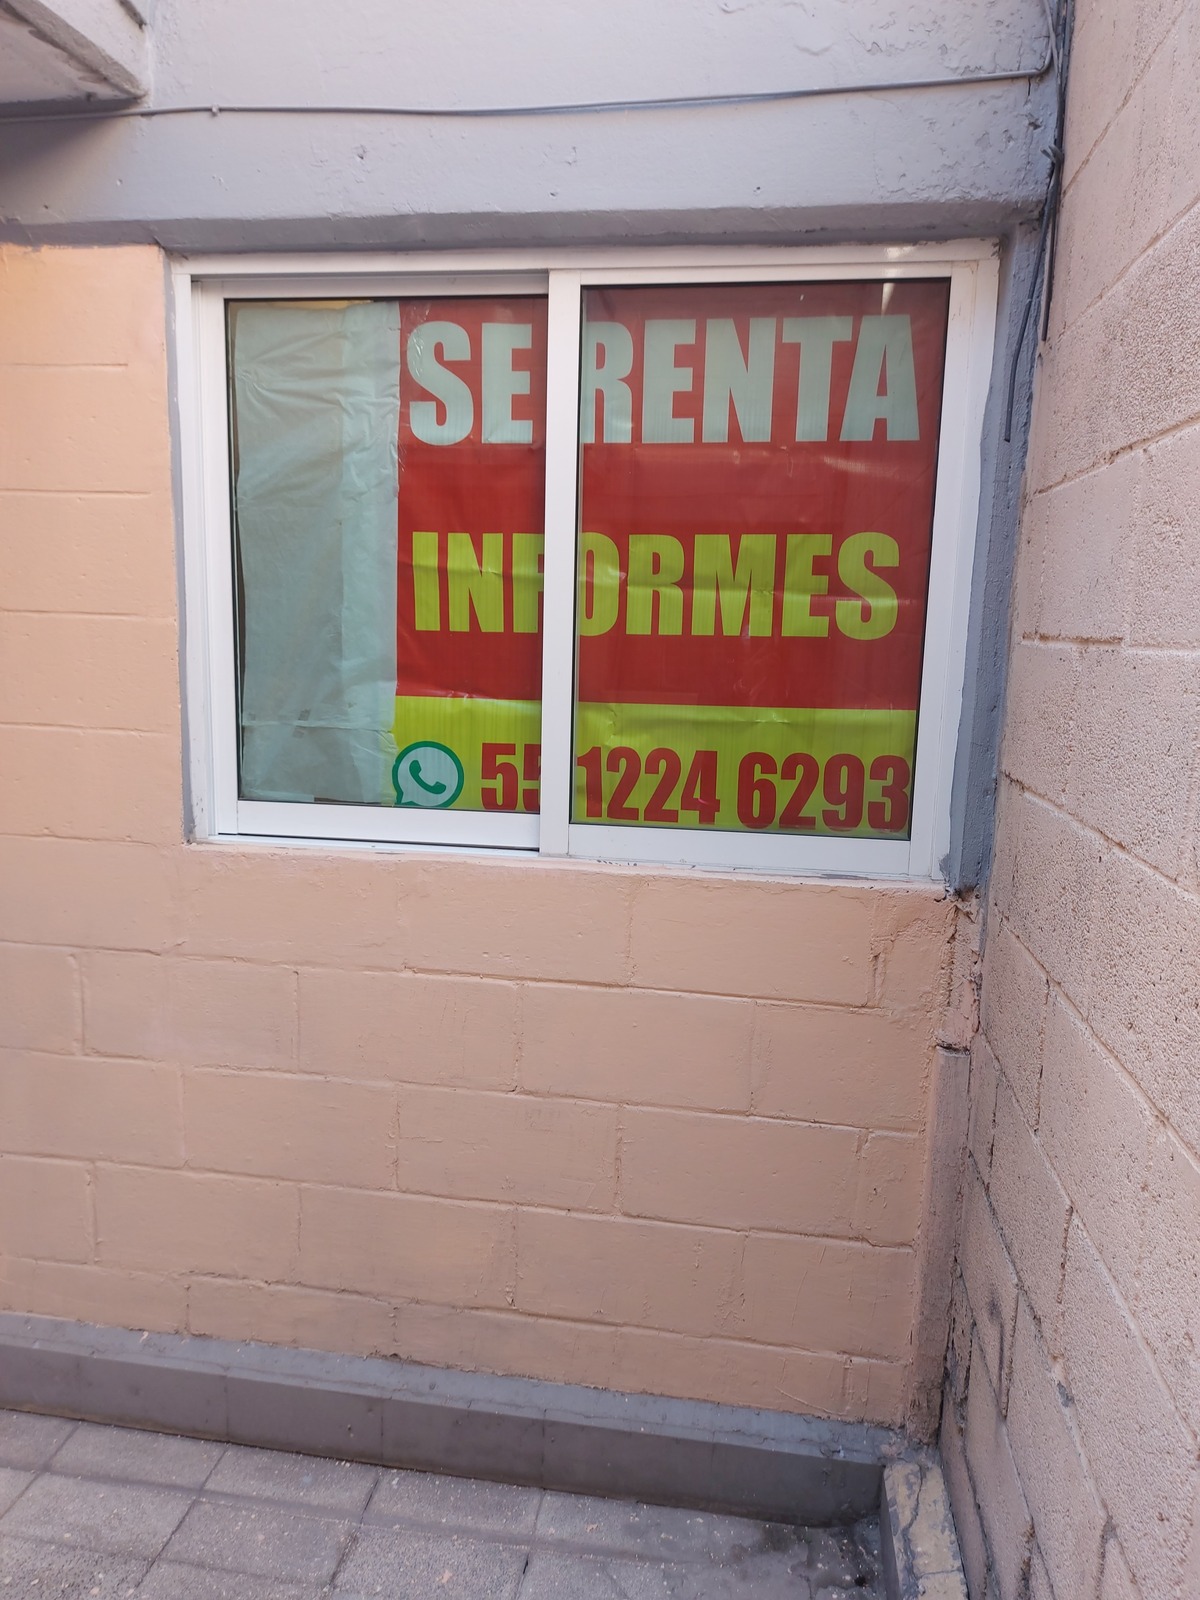 SE RENTA
INFORMES
55 1224 6293